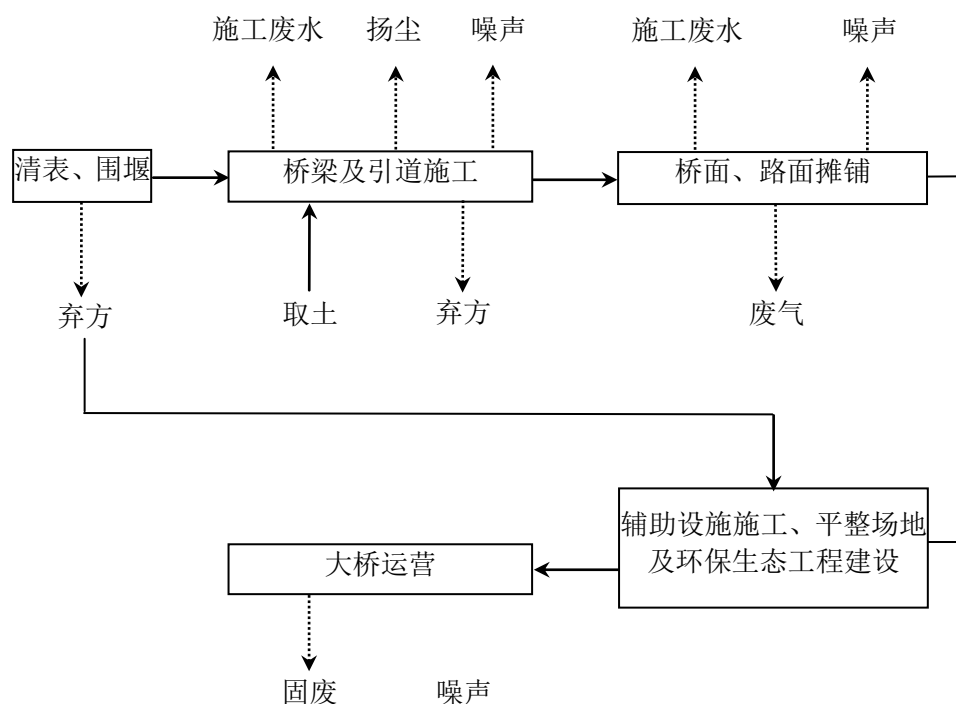 施工废水 扬尘 噪声 施工废水 噪声
清表、围堰 桥梁及引道施工 桥面、路面摊铺
弃方 取土 弃方 废气
辅助设施施工、平整场地
及环保生态工程建设
大桥运营
固废 噪声